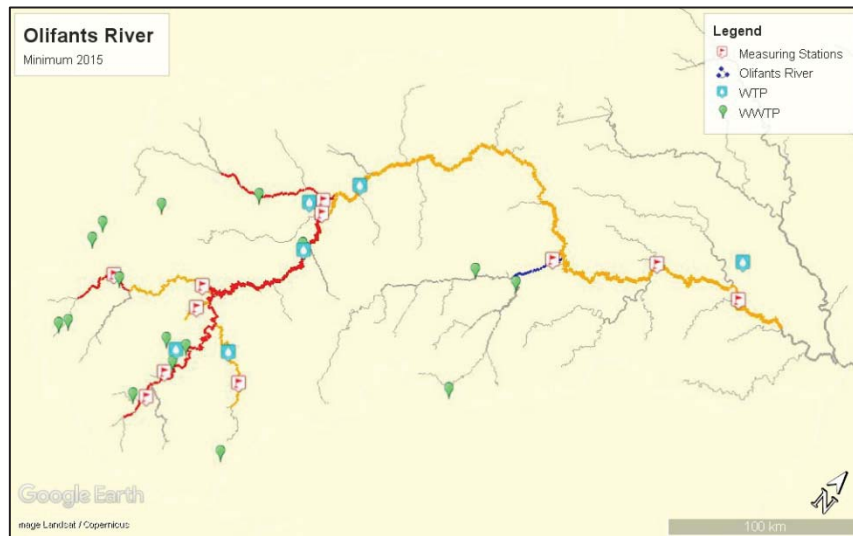 Olifants River
Minimum 2015
Legend
Measuring Stations
Olifants River
WTP
WWTP
Google Earth
mage Landsat / Copernicus
N
100 km